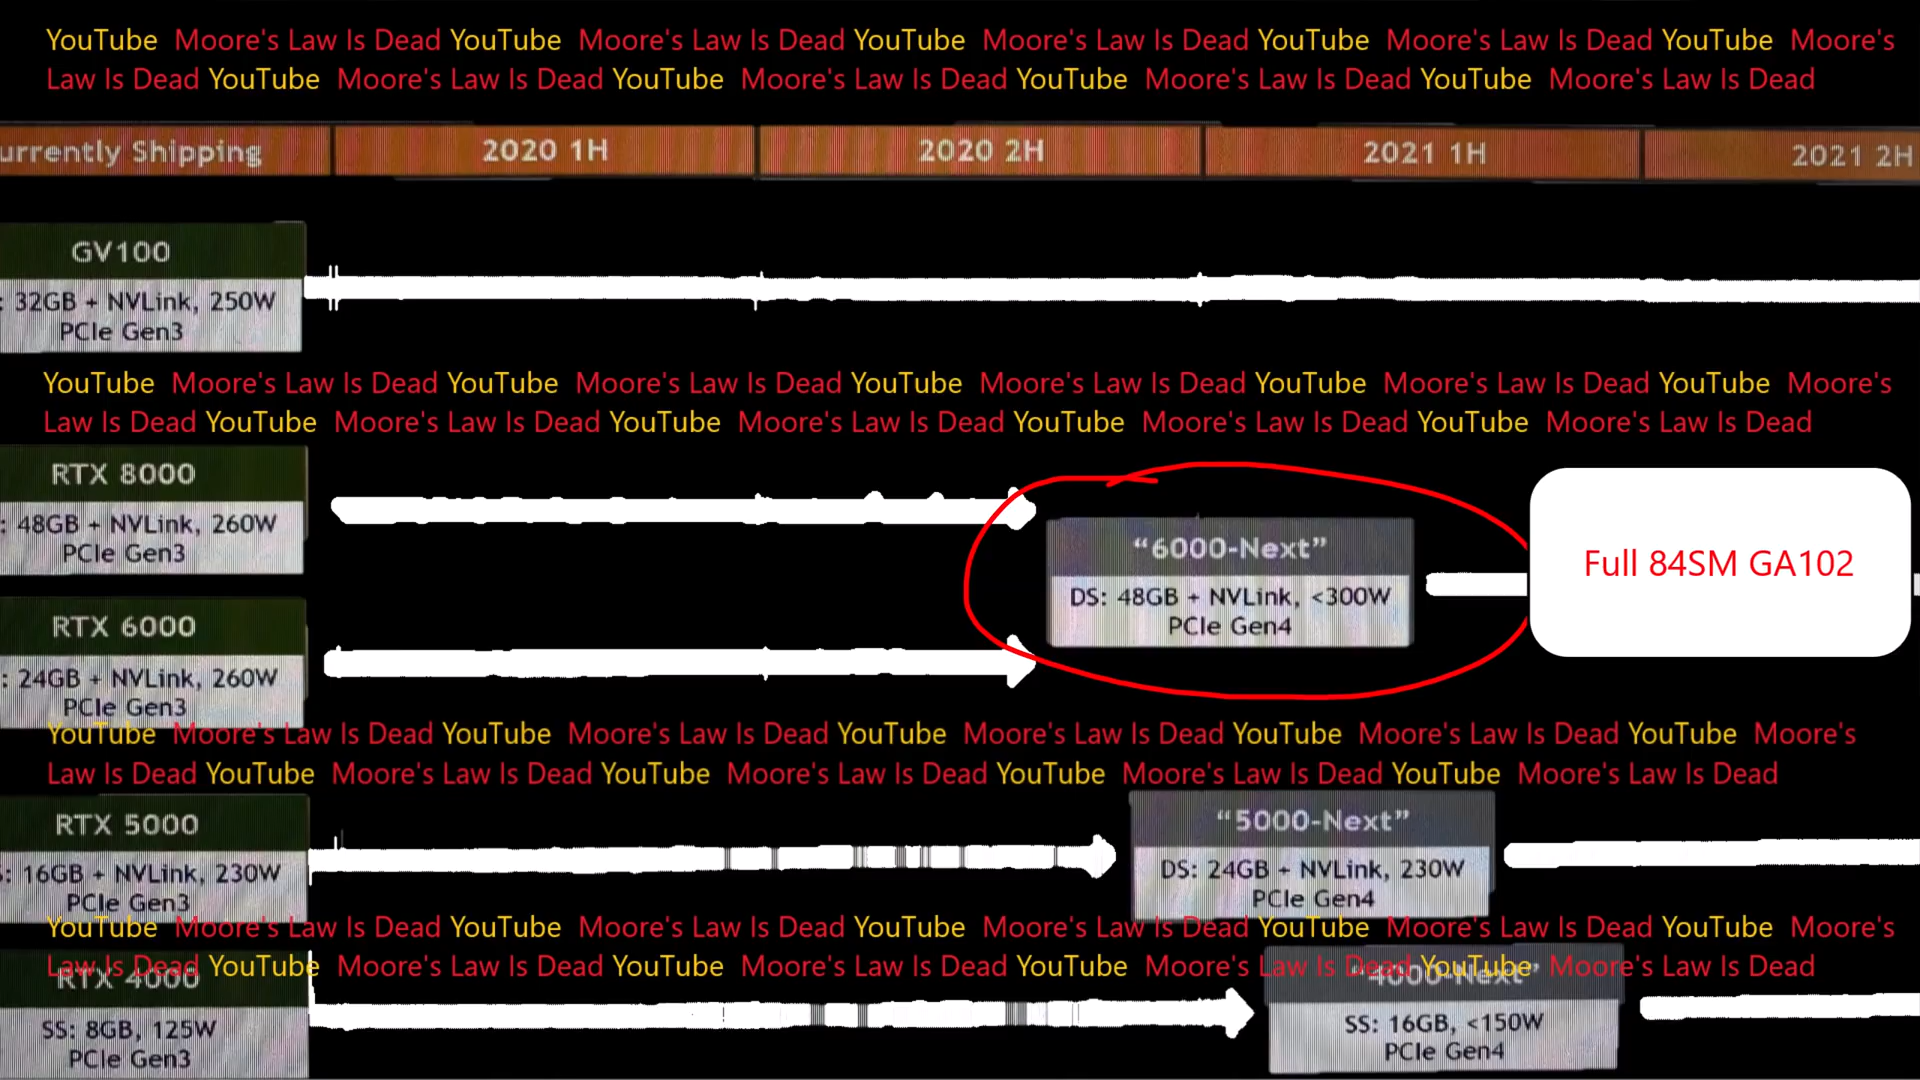 YouTube Moore's Law Is Dead YouTube Moore's Law Is Dead YouTube Moore's Law Is Dead YouTube Moore's Law Is Dead YouTube Moore's
Law Is Dead YouTube Moore's Law Is Dead YouTube Moore's Law Is Dead YouTube Moore's Law Is Dead YouTube Moore's Law Is Dead
urrently Shipping 2020 1H 2020 2H 2021 1H 2021 2H
GV100
: 32GB + NVLink, 250W
PCIe Gen3
YouTube Moore's Law Is Dead YouTube Moore's Law Is Dead YouTube Moore's Law Is Dead YouTube Moore's Law Is Dead YouTube Moore's
Law Is Dead YouTube Moore's Law Is Dead YouTube Moore's Law Is Dead YouTube Moore's Law Is Dead YouTube Moore's Law Is Dead
RTX 8000
: 48GB + NVLink, 260W
PCIe Gen3
"6000-Next"
DS: 48GB + NVLink, <300W
PCIe Gen4
Full 84SM GA102
RTX 6000
: 24GB + NVLink, 260W
PCIe Gen3
YouTube Moore's Law Is Dead YouTube Moore's Law Is Dead YouTube Moore's Law Is Dead YouTube Moore's Law Is Dead YouTube Moore's
Law Is Dead YouTube Moore's Law Is Dead YouTube Moore's Law Is Dead YouTube Moore's Law Is Dead YouTube Moore's Law Is Dead
RTX 5000
S: 16GB + NVLink, 230W
PCIe Gen3
"5000-Next"
DS: 24GB + NVLink, 230W
PCIe Gen4
YouTube Moore's Law Is Dead YouTube Moore's Law Is Dead YouTube Moore's Law Is Dead YouTube Moore's Law Is Dead YouTube Moore's
Law Is Dead YouTube Moore's Law Is Dead YouTube Moore's Law Is Dead YouTube Moore's Law Is Dead YouTube Moore's Law Is Dead
RTX 4000
SS: 8GB, 125W
PCIe Gen3
"4000-Next"
SS: 16GB, <150W
PCIe Gen4